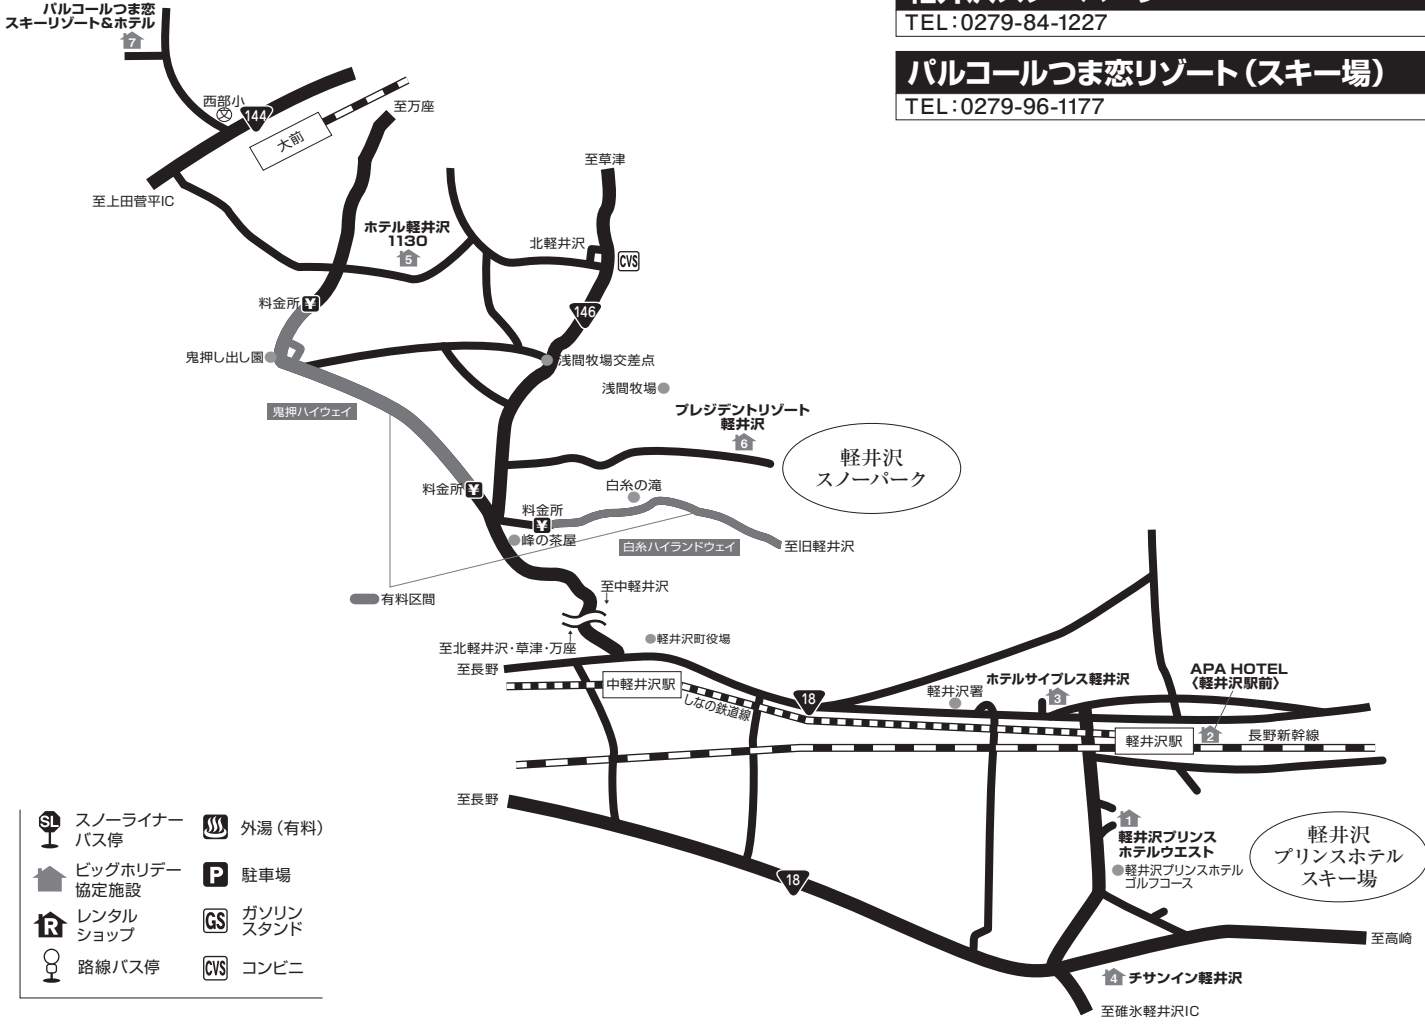 TEL：0279-84-1227
パルコールつま恋リゾート（スキー場）
TEL：0279-96-1177
パルコールつま恋
スキーリゾート&ホテル
7
西部小
文
144
大前
至万座
至上田菅平IC
至草津
ホテル軽井沢
1130
5
北軽井沢
CVS
料金所
¥
146
鬼押し出し園
浅間牧場交差点
浅間牧場
鬼押ハイウェイ
プレジデントリゾート
軽井沢
6
軽井沢
スノーパーク
料金所
¥
白糸の滝
料金所
¥
峰の茶屋
白糸ハイランドウェイ
至旧軽井沢
有料区間
至中軽井沢
至北軽井沢・草津・万座
軽井沢町役場
至長野
中軽井沢駅
しなの鉄道線
18
軽井沢署
ホテルサイプレス軽井沢
3
APA HOTEL
〈軽井沢駅前〉
2
軽井沢駅
長野新幹線
至長野
18
1
軽井沢プリンス
ホテルウエスト
軽井沢プリンスホテル
ゴルフコース
軽井沢
プリンスホテル
スキー場
至高崎
4
チサンイン軽井沢
至碓氷軽井沢IC
SL
スノーライナー
バス停
外湯（有料）
ビッグホリデー
協定施設
P
駐車場
R
レンタル
ショップ
GS
ガソリン
スタンド
路線バス停
CVS
コンビニ